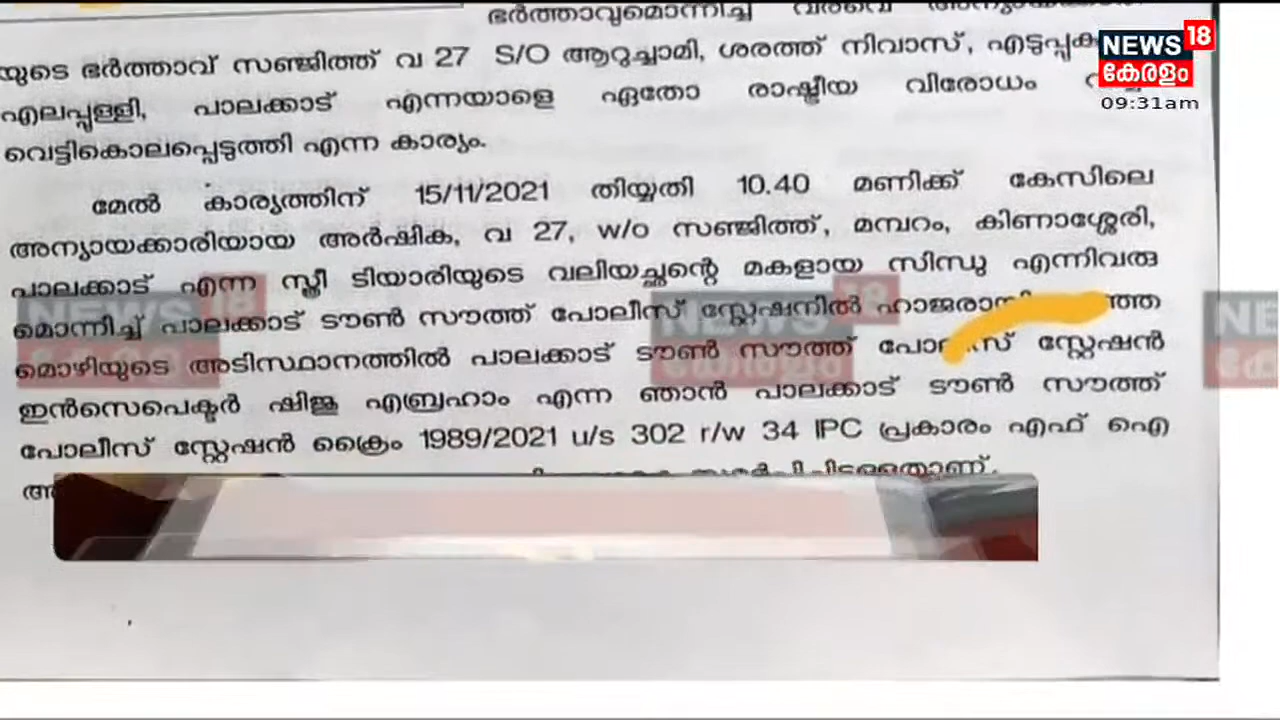 ഭർത്താവുമൊന്നിച്ച്
യുടെ ഭർത്താവ് സഞ്ജിത്ത് വ 27 S/O ആറുച്ചാമി, ശരത്ത് നിവാസ്,
എലപ്പുള്ളി, പാലക്കാട് എന്നയാളെ ഏതോ രാഷ്ട്രീയ വിരോധം
വെട്ടികൊലപ്പെടുത്തി എന്ന കാര്യം.
മേൽ കാര്യത്തിന് 15/11/2021 തിയ്യതി 10.40 മണിക്ക് കേസിലെ
അന്യായക്കാരിയായ അർഷിക, വ 27, w/o സഞ്ജിത്ത്, മമ്പറം, കിണാശ്ശേരി,
പാലക്കാട് എന്ന സ്ത്രീ ടിയാരിയുടെ വലിയച്ഛന്റെ മകളായ സിന്ധു എന്നിവരു
മൊന്നിച്ച് പാലക്കാട് ടൗൺ സൗത്ത് പോലീസ് സ്റ്റേഷനിൽ
മൊഴിയുടെ അടിസ്ഥാനത്തിൽ പാലക്കാട് ടൗൺ സൗത്ത് പോലീസ് സ്റ്റേഷൻ
ഇൻസെപെക്ടർ ഷിജു എബ്രഹാം എന്ന ഞാൻ പാലക്കാട് ടൗൺ സൗത്ത്
പോലീസ് സ്റ്റേഷൻ ക്രൈം 1989/2021 u/s 302 r/w 34 IPC പ്രകാരം എഫ് ഐ
NEWS 18
കേരളം
09:31am